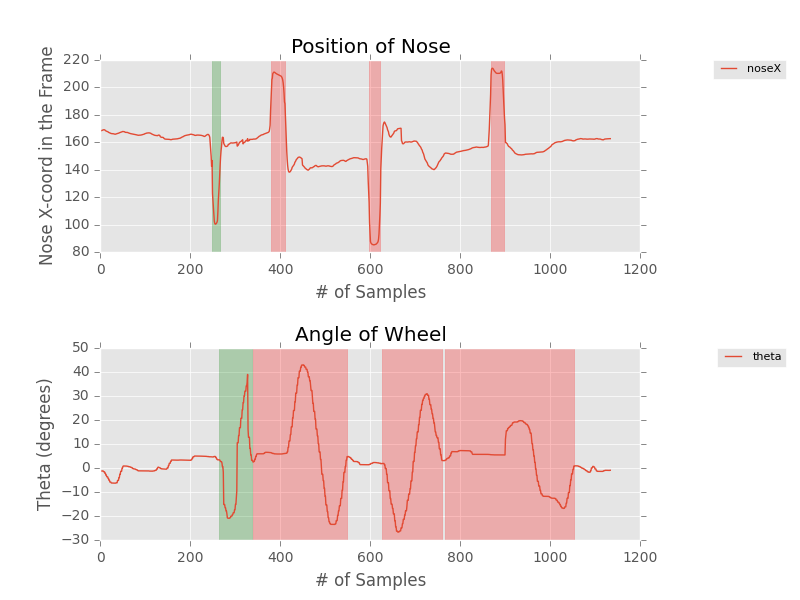 Position of Nose
Nose X-coord in the Frame
220
200
180
160
140
120
100
80
0 200 400 600 800 1000 1200
# of Samples
noseX
Angle of Wheel
Theta (degrees)
50
40
30
20
10
0
−10
−20
−30
0 200 400 600 800 1000 1200
# of Samples
theta